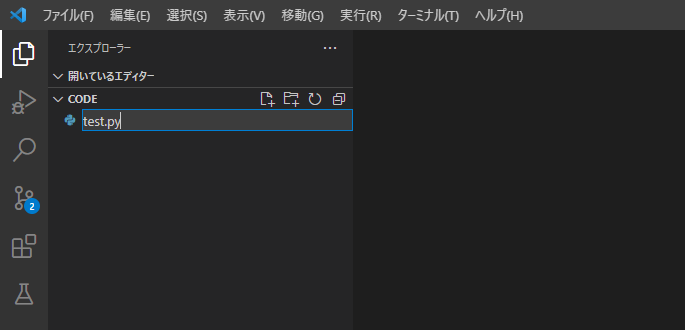 ファイル(F) 編集(E) 選択(S) 表示(V) 移動(G) 実行(R) ターミナル(T) ヘルプ(H)
エクスプローラー
開いているエディター
CODE
test.py
2